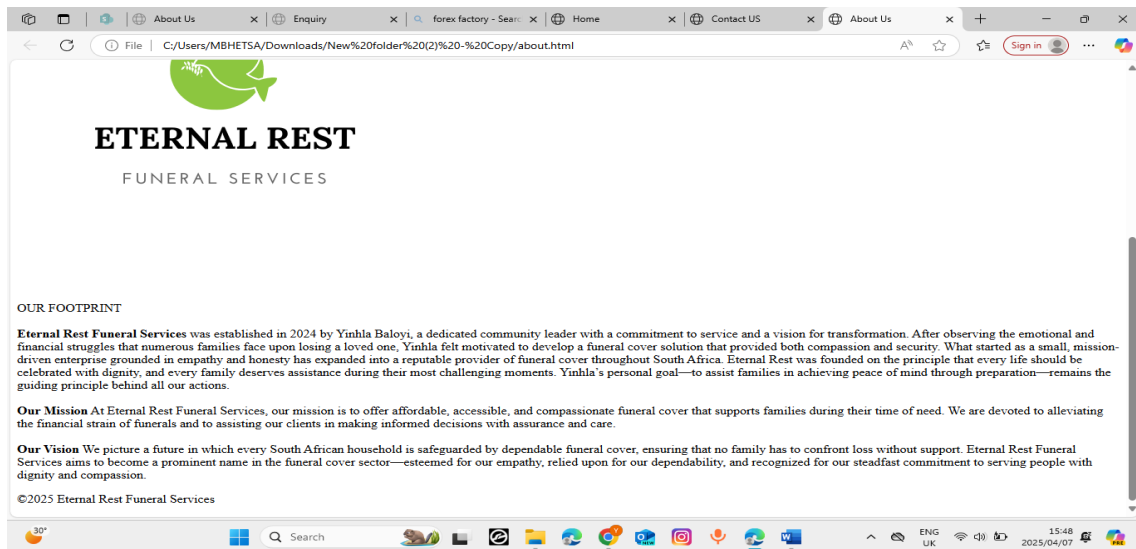 About Us
Enquiry
forex factory - Searc
Home
Contact US
About Us
File
C:/Users/MBHETSA/Downloads/New%20folder%20(2)%20-%20Copy/about.html
Sign in
ETERNAL REST
FUNERAL SERVICES
OUR FOOTPRINT
Eternal Rest Funeral Services was established in 2024 by Yinhla Baloyi, a dedicated community leader with a commitment to service and a vision for transformation. After observing the emotional and
financial struggles that numerous families face upon losing a loved one, Yinhla felt motivated to develop a funeral cover solution that provided both compassion and security. What started as a small, mission-
driven enterprise grounded in empathy and honesty has expanded into a reputable provider of funeral cover throughout South Africa. Eternal Rest was founded on the principle that every life should be
celebrated with dignity, and every family deserves assistance during their most challenging moments. Yinhla’s personal goal—to assist families in achieving peace of mind through preparation—remains the
guiding principle behind all our actions.
Our Mission At Eternal Rest Funeral Services, our mission is to offer affordable, accessible, and compassionate funeral cover that supports families during their time of need. We are devoted to alleviating
the financial strain of funerals and to assisting our clients in making informed decisions with assurance and care.
Our Vision We picture a future in which every South African household is safeguarded by dependable funeral cover, ensuring that no family has to confront loss without support. Eternal Rest Funeral
Services aims to become a prominent name in the funeral cover sector—esteemed for our empathy, relied upon for our dependability, and recognized for our steadfast commitment to serving people with
dignity and compassion.
©2025 Eternal Rest Funeral Services
30°
Search
ENG
UK
15:48
2025/04/07